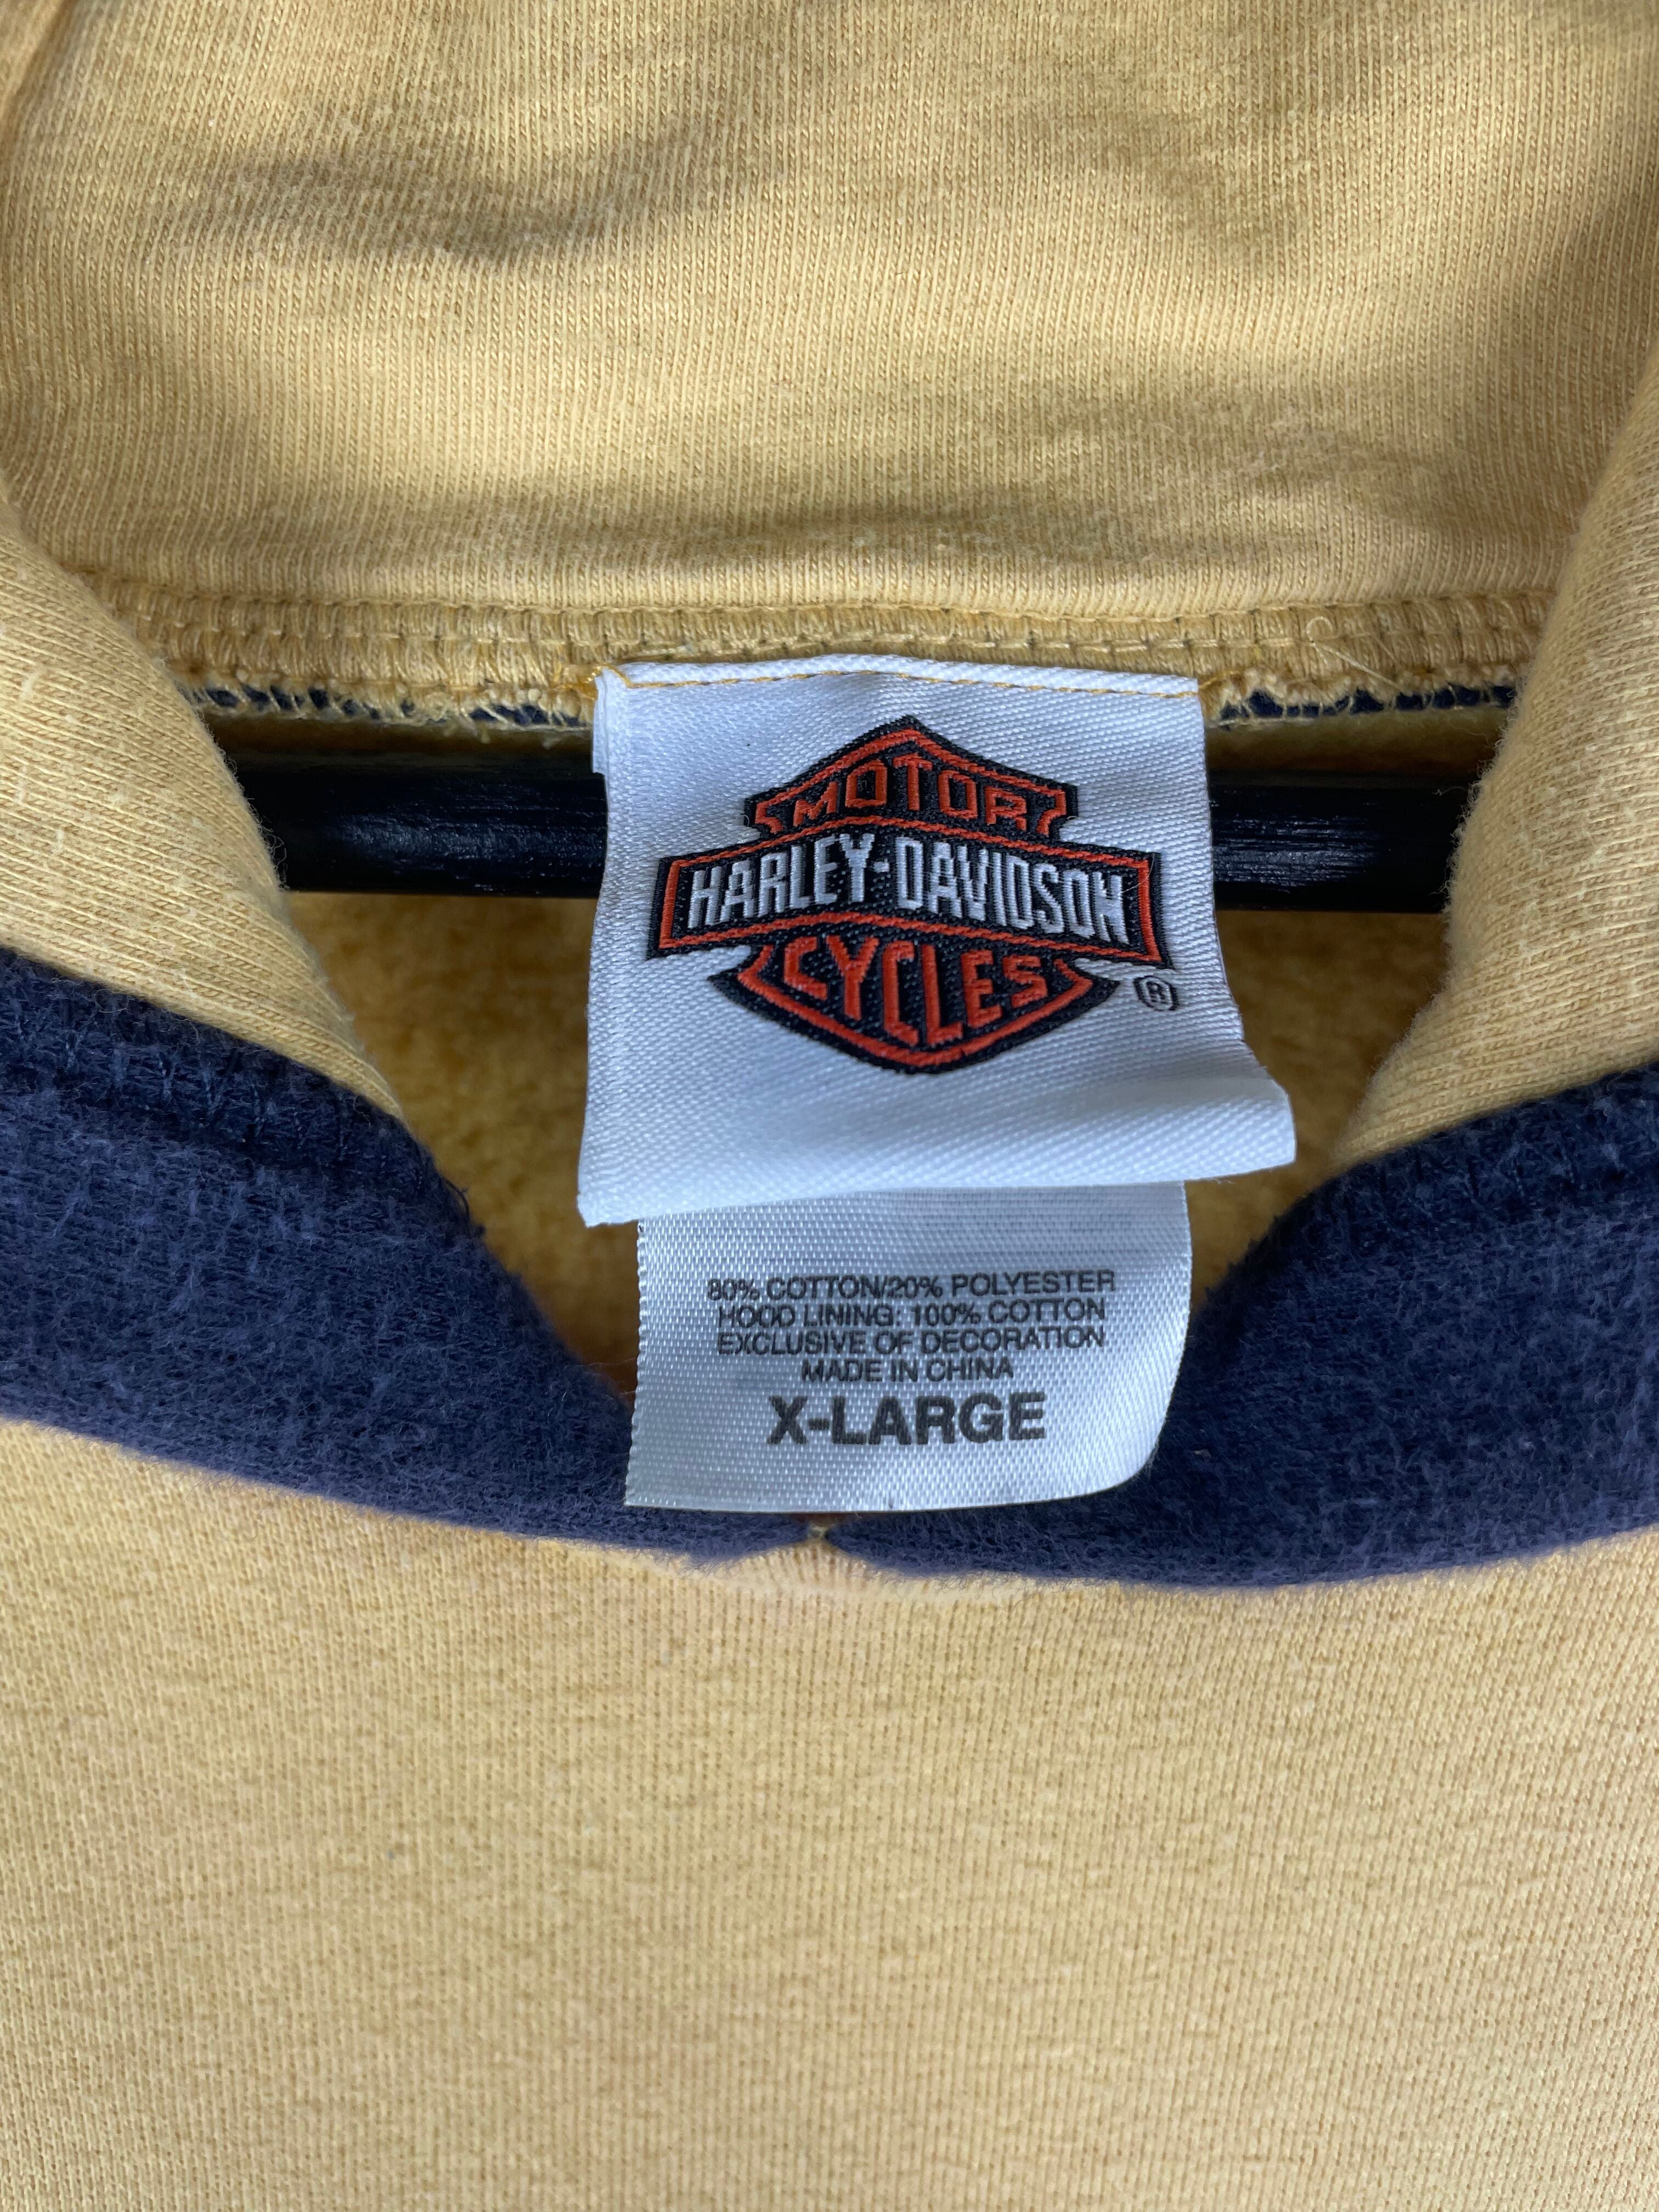 MOTOR
HARLEY-DAVIDSON
CYCLES
®
80% COTTON/20% POLYESTER
HOOD LINING: 100% COTTON
EXCLUSIVE OF DECORATION
MADE IN CHINA
X-LARGE